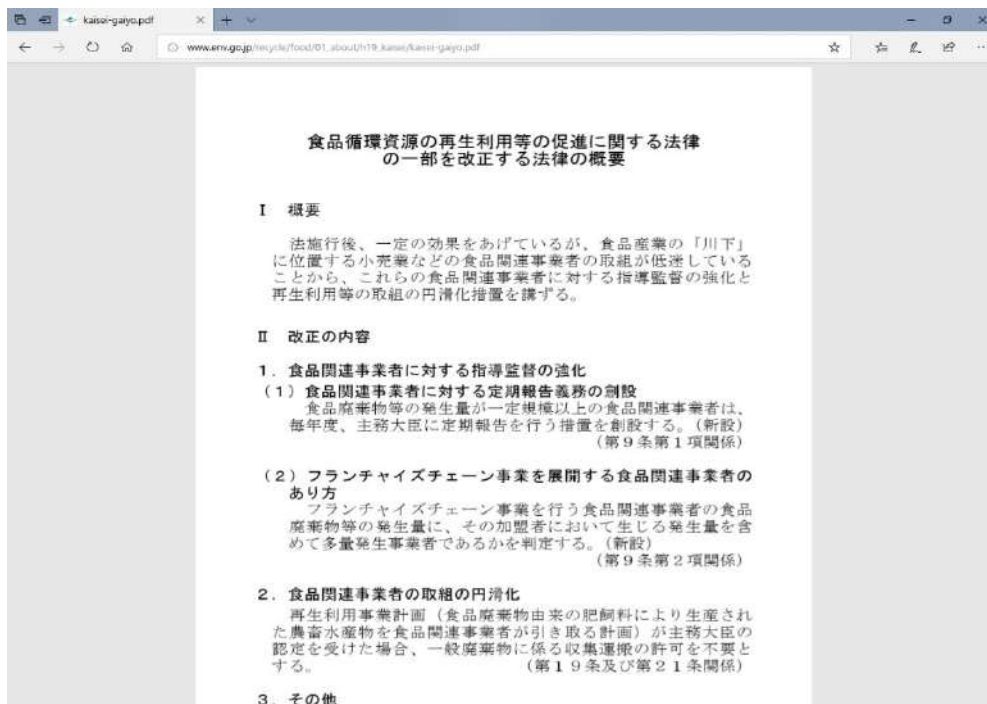 kaisei-gaiyo.pdf
www.env.go.jp/recycle/food/01_about/h19_kaisei/kaisei-gaiyo.pdf
食品循環資源の再生利用等の促進に関する法律
の一部を改正する法律の概要
Ⅰ 概要
法施行後、一定の効果をあげているが、食品産業の「川下」
に位置する小売業などの食品関連事業者の取組が低迷している
ことから、これらの食品関連事業者に対する指導監督の強化と
再生利用等の取組の円滑化措置を講ずる。
Ⅱ 改正の内容
１．食品関連事業者に対する指導監督の強化
（１）食品関連事業者に対する定期報告義務の創設
食品廃棄物等の発生量が一定規模以上の食品関連事業者は、
毎年度、主務大臣に定期報告を行う措置を創設する。（新設）
（第９条第１項関係）
（２）フランチャイズチェーン事業を展開する食品関連事業者の
あり方
フランチャイズチェーン事業を行う食品関連事業者の食品
廃棄物等の発生量に、その加盟者において生じる発生量を含
めて多量発生事業者であるかを判定する。（新設）
（第９条第２項関係）
２．食品関連事業者の取組の円滑化
再生利用事業計画（食品廃棄物由来の肥飼料により生産され
た農畜水産物を食品関連事業者が引き取る計画）が主務大臣の
認定を受けた場合、一般廃棄物に係る収集運搬の許可を不要と
する。 （第１９条及び第２１条関係）
３．その他